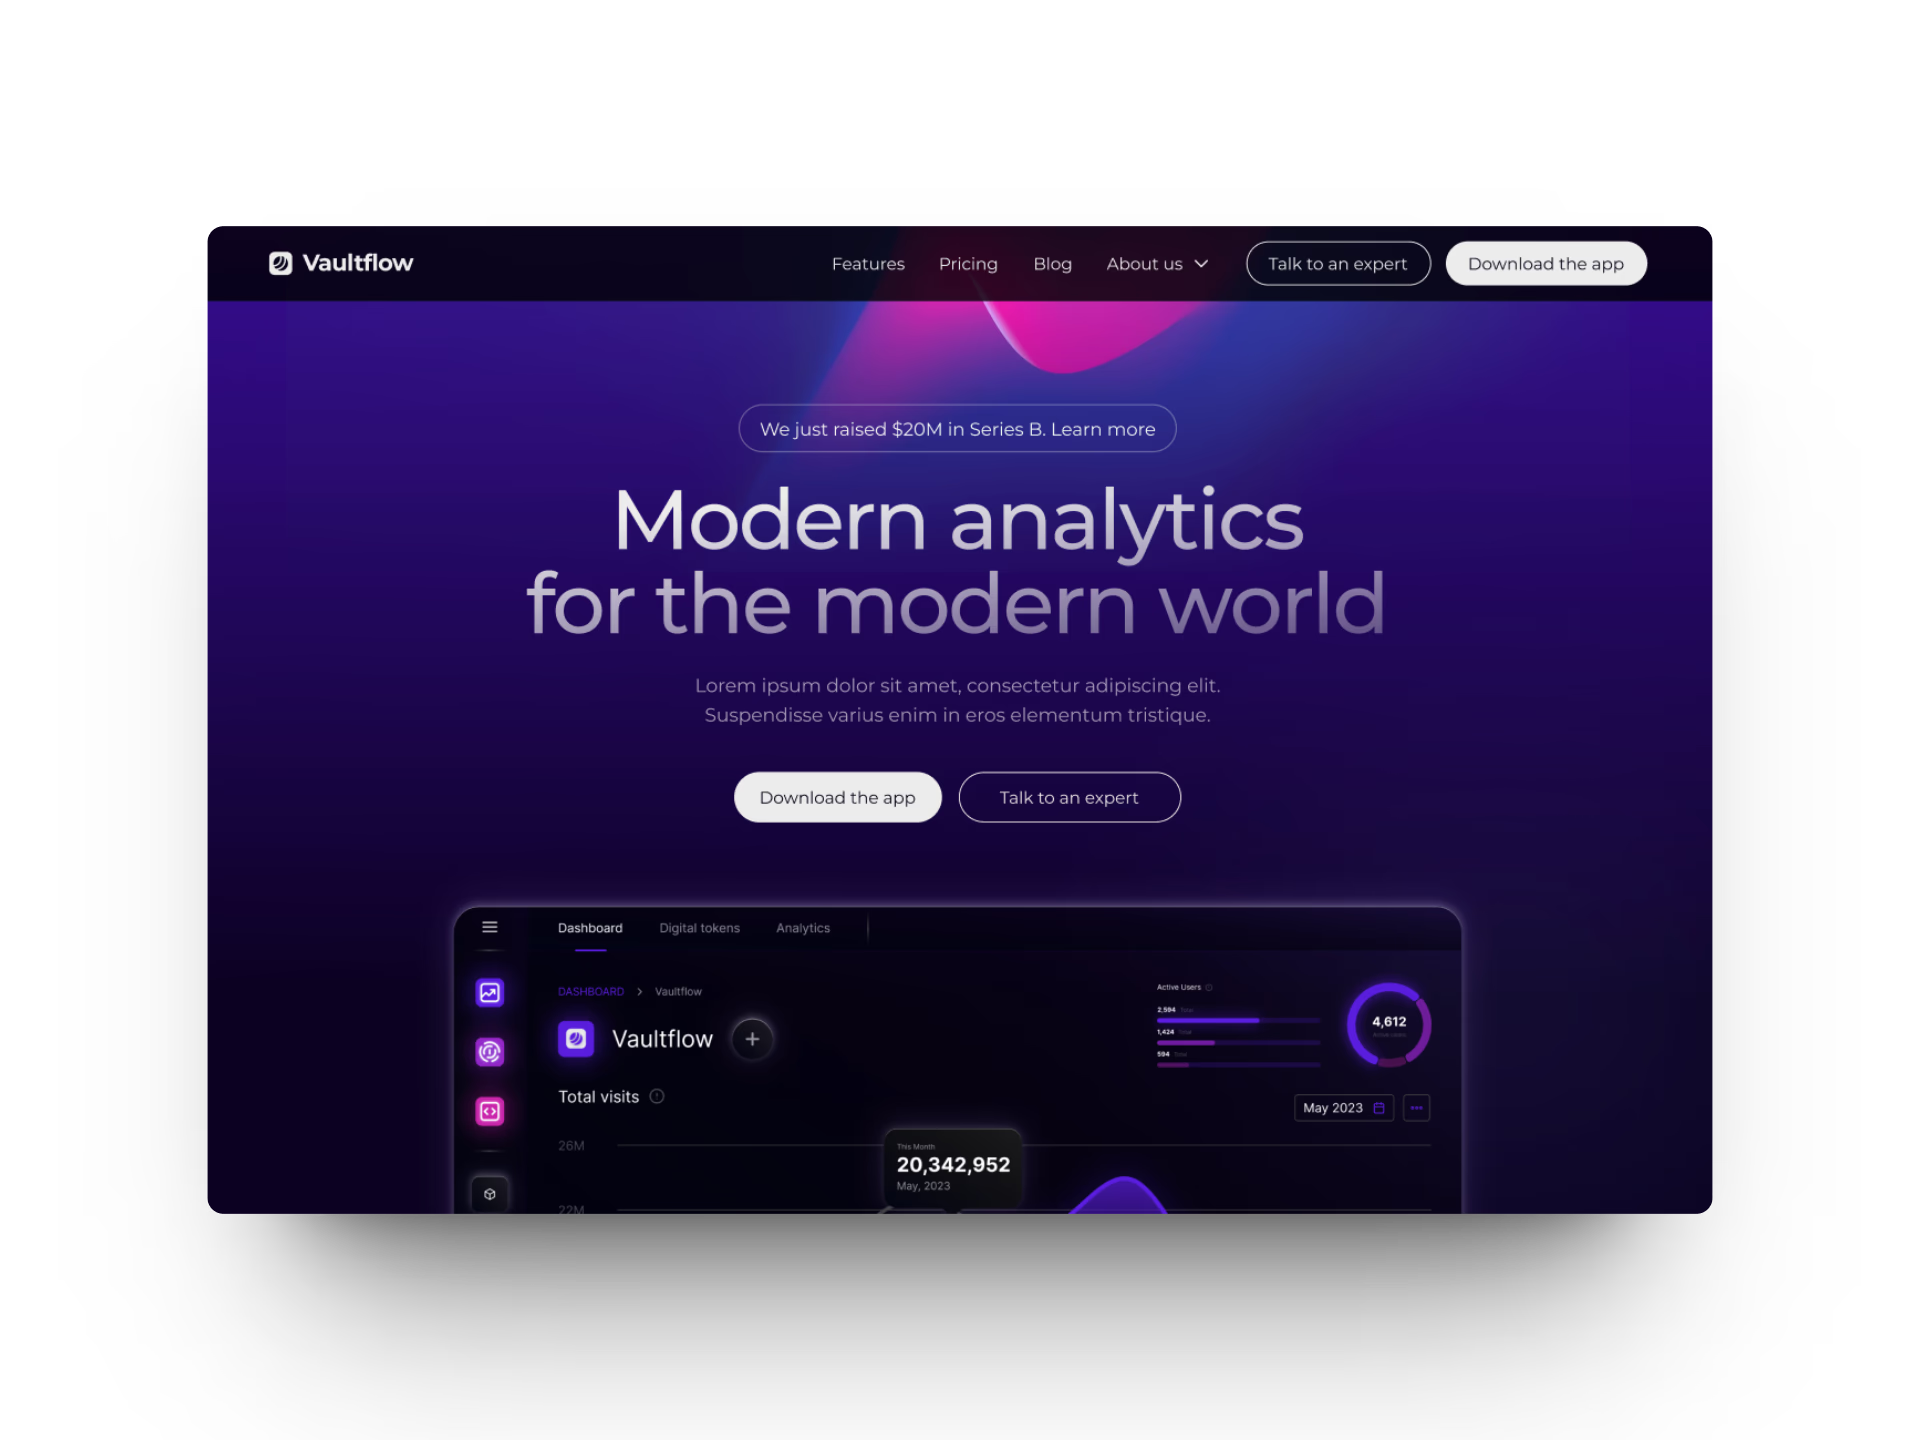 Vaultflow
Features
Pricing
Blog
About us
Talk to an expert
Download the app
We just raised $20M in Series B. Learn more
Modern analytics
for the modern world
Lorem ipsum dolor sit amet, consectetur adipiscing elit.
Suspendisse varius enim in eros elementum tristique.
Download the app
Talk to an expert
Dashboard
Digital tokens
Analytics
DASHBOARD
Vaultflow
Vaultflow
Active Users
2,594 Total
1,424 Total
594 Total
4,612
Total visits
May 2023
26M
This Month
20,342,952
May, 2023
22M